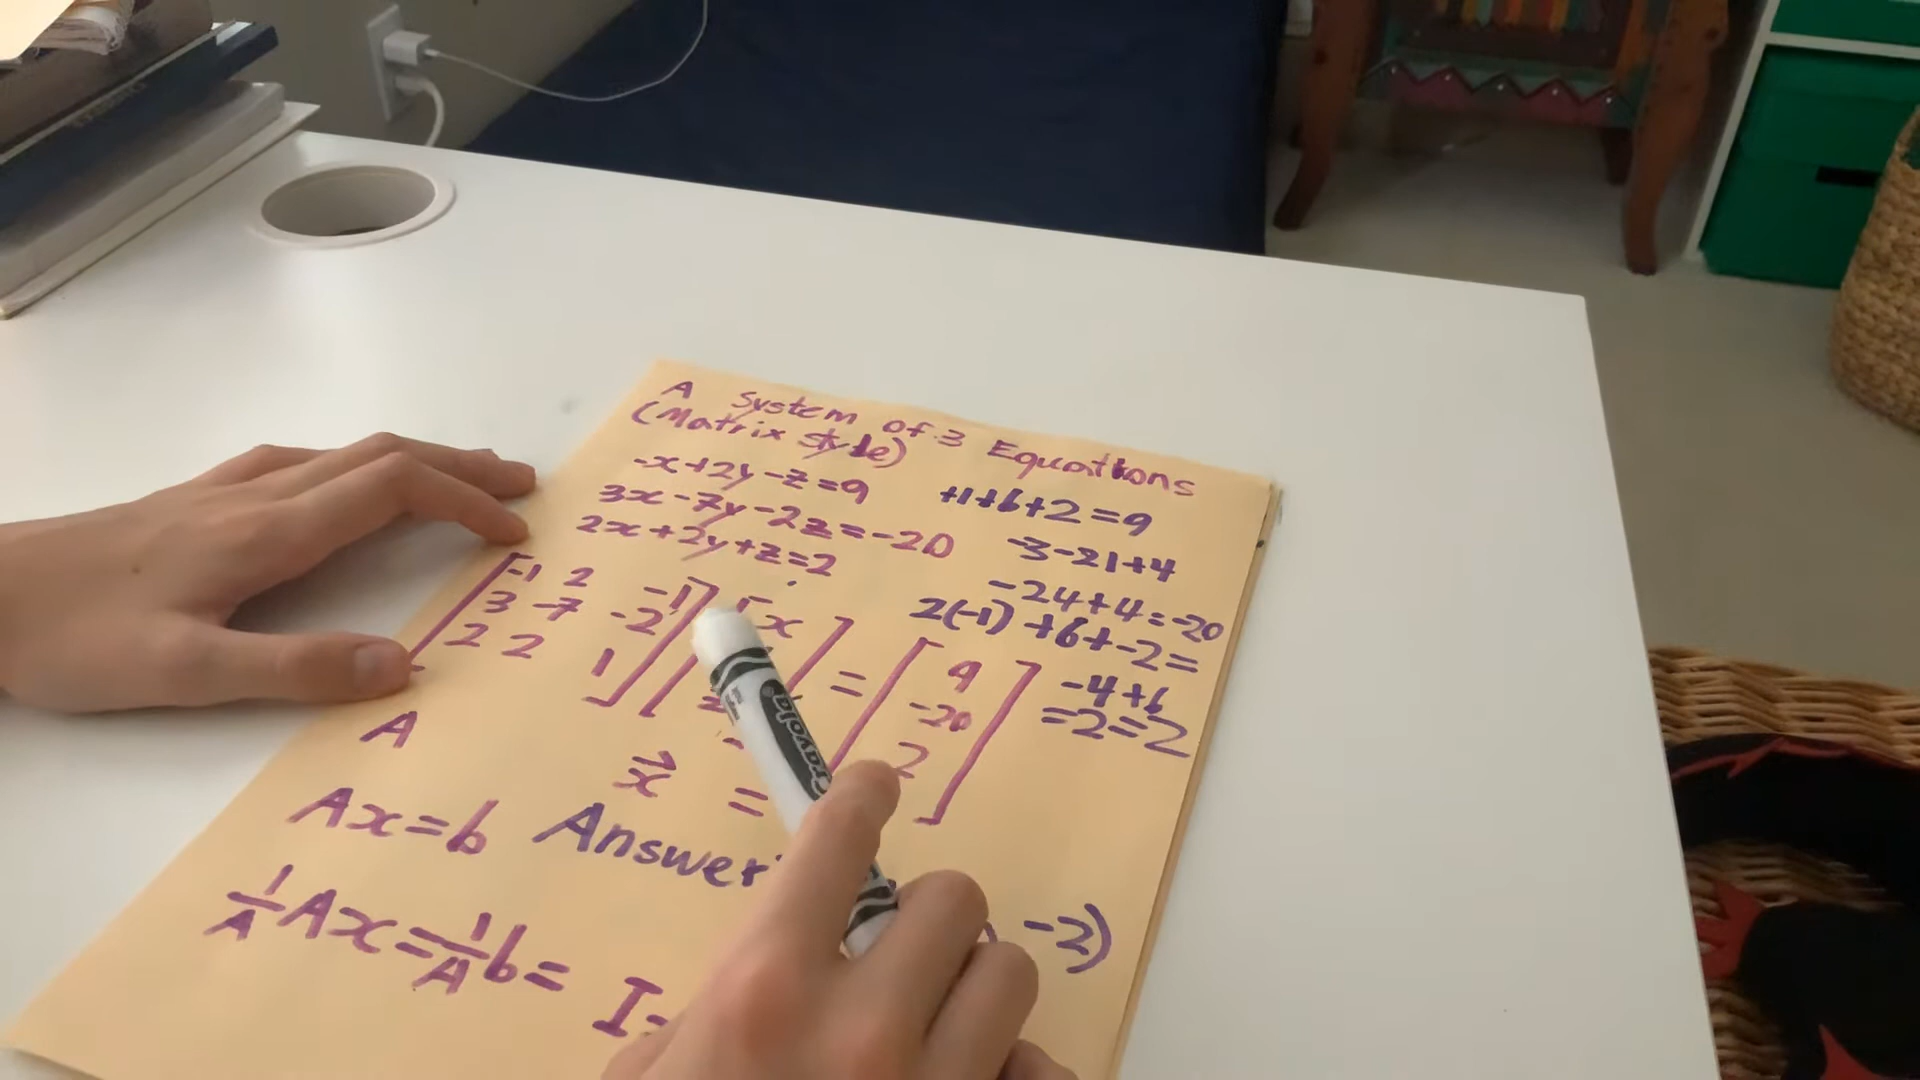 A System of 3 Equations
(Matrix style)
-x+2y-z=9
3x-7y-2z=-20
2x+2y+z=2
+1+6+2=9
-3-21+4
-24+4=-20
2(-1)+6+-2=
-4+6
=2=2
-1 2 -1 x
3 -7 -2
2 2 1 z
=
9
-20
2
A
x =
Ax=b
Answer
-2)
1/A Ax=1/A b=
I=
Crayola